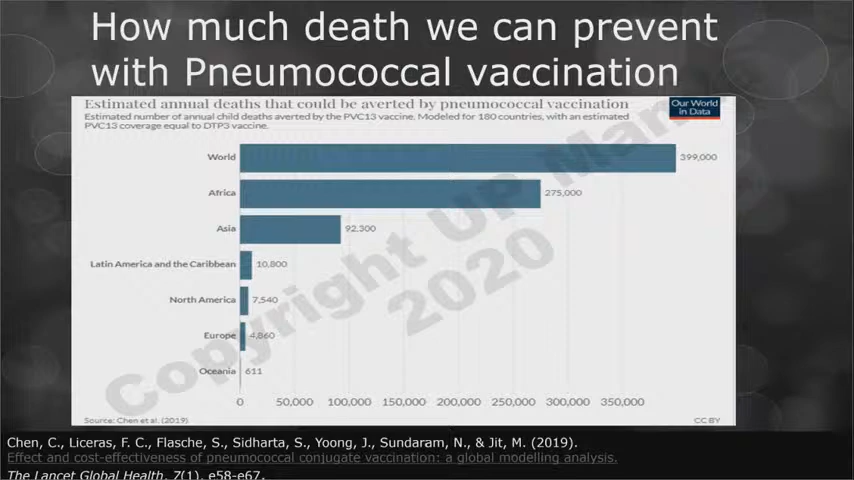 How much death we can prevent
with Pneumococcal vaccination
Estimated annual deaths that could be averted by pneumococcal vaccination
Estimated number of annual child deaths averted by the PVC13 vaccine. Modeled for 180 countries, with an estimated
PVC13 coverage equal to DTP3 vaccine.
Our World
in Data
World 399,000
Africa 275,000
Asia 92,300
Latin America and the Caribbean 10,800
North America 7,540
Europe 4,860
Oceania 611
0 50,000 100,000 150,000 200,000 250,000 300,000 350,000
Copyright UP Man
2020
Source: Chen et al. (2019) CC BY
Chen, C., Liceras, F. C., Flasche, S., Sidharta, S., Yoong, J., Sundaram, N., & Jit, M. (2019).
Effect and cost-effectiveness of pneumococcal conjugate vaccination: a global modelling analysis.
The Lancet Global Health, 7(1), e58-e67.